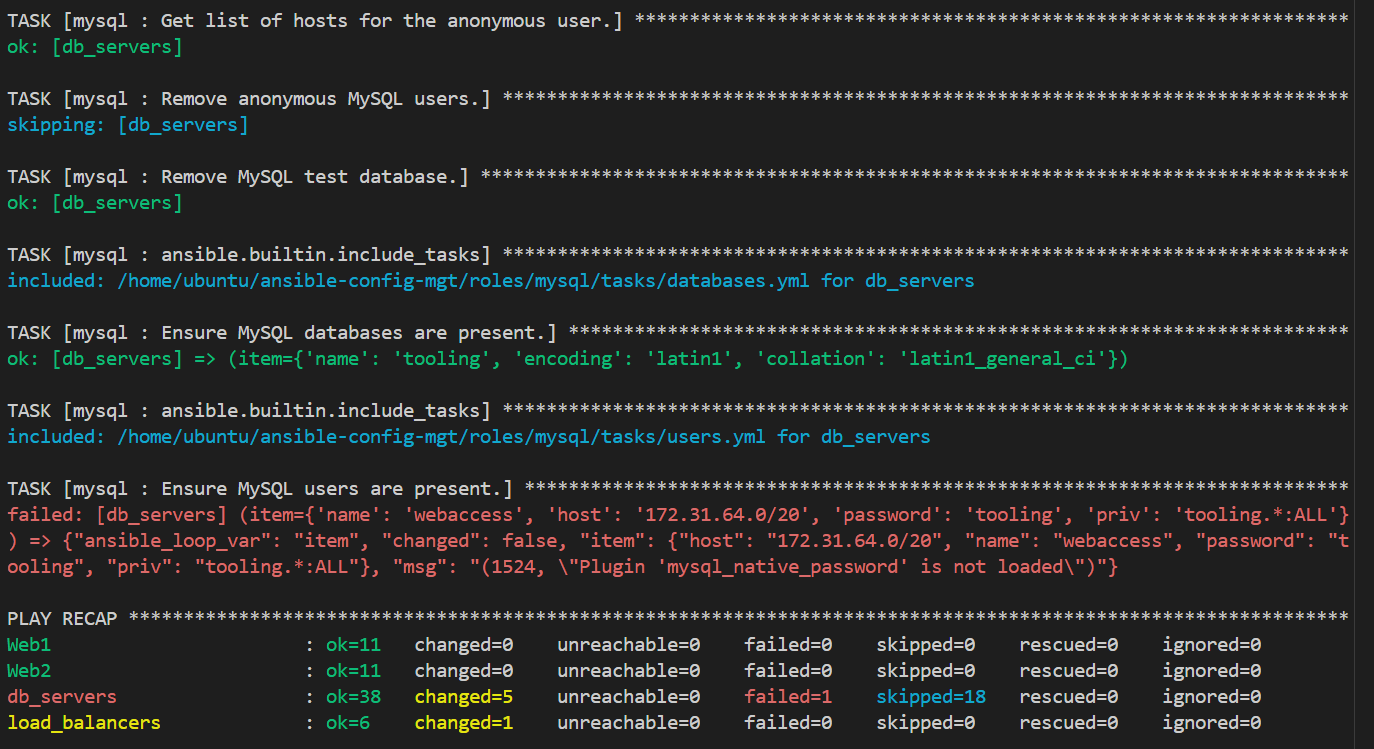 TASK [mysql : Get list of hosts for the anonymous user.] *****************************************************************
ok: [db_servers]
TASK [mysql : Remove anonymous MySQL users.] *****************************************************************************
skipping: [db_servers]
TASK [mysql : Remove MySQL test database.] *******************************************************************************
ok: [db_servers]
TASK [mysql : ansible.builtin.include_tasks] *****************************************************************************
included: /home/ubuntu/ansible-config-mgt/roles/mysql/tasks/databases.yml for db_servers
TASK [mysql : Ensure MySQL databases are present.] ***********************************************************************
ok: [db_servers] => (item={'name': 'tooling', 'encoding': 'latin1', 'collation': 'latin1_general_ci'})
TASK [mysql : ansible.builtin.include_tasks] *****************************************************************************
included: /home/ubuntu/ansible-config-mgt/roles/mysql/tasks/users.yml for db_servers
TASK [mysql : Ensure MySQL users are present.] ***************************************************************************
failed: [db_servers] (item={'name': 'webaccess', 'host': '172.31.64.0/20', 'password': 'tooling', 'priv': 'tooling.*:ALL'}
) => {"ansible_loop_var": "item", "changed": false, "item": {"host": "172.31.64.0/20", "name": "webaccess", "password": "t
ooling", "priv": "tooling.*:ALL"}, "msg": "(1524, \"Plugin 'mysql_native_password' is not loaded\")"}
PLAY RECAP ***************************************************************************************************************
Web1                       : ok=11   changed=0    unreachable=0    failed=0    skipped=0    rescued=0    ignored=0
Web2                       : ok=11   changed=0    unreachable=0    failed=0    skipped=0    rescued=0    ignored=0
db_servers                 : ok=38   changed=5    unreachable=0    failed=1    skipped=18   rescued=0    ignored=0
load_balancers             : ok=6    changed=1    unreachable=0    failed=0    skipped=0    rescued=0    ignored=0